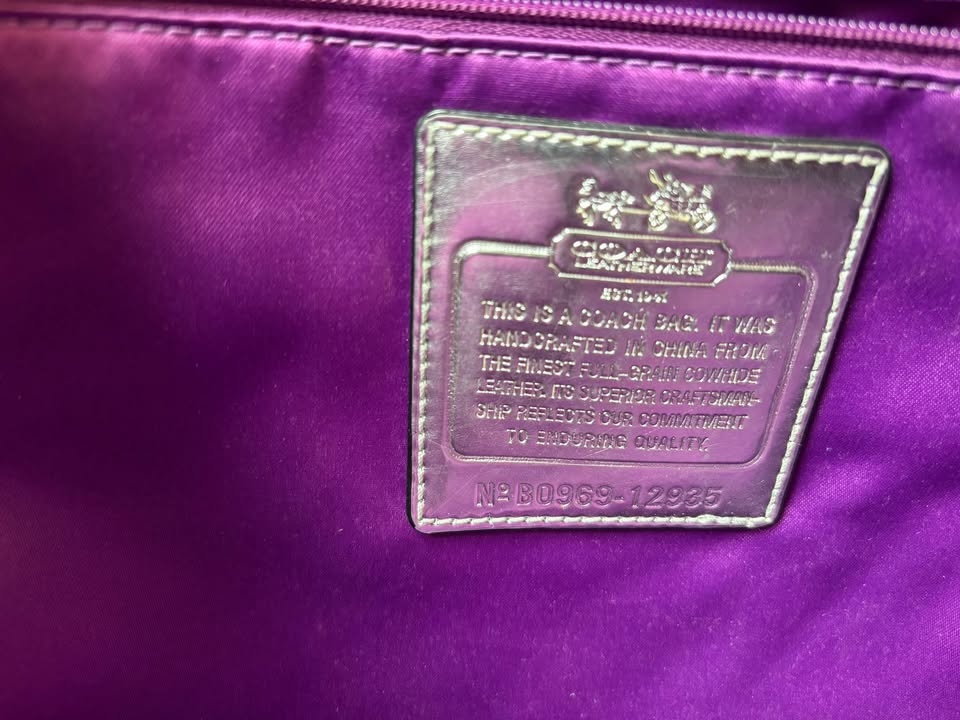 COACH
LEATHERWARE
EST. 1941
THIS IS A COACH BAG. IT WAS
HANDCRAFTED IN CHINA FROM
THE FINEST FULL-GRAIN COWHIDE
LEATHER. ITS SUPERIOR CRAFTSMAN-
SHIP REFLECTS OUR COMMITMENT
TO ENDURING QUALITY.
Nº B0969-12935